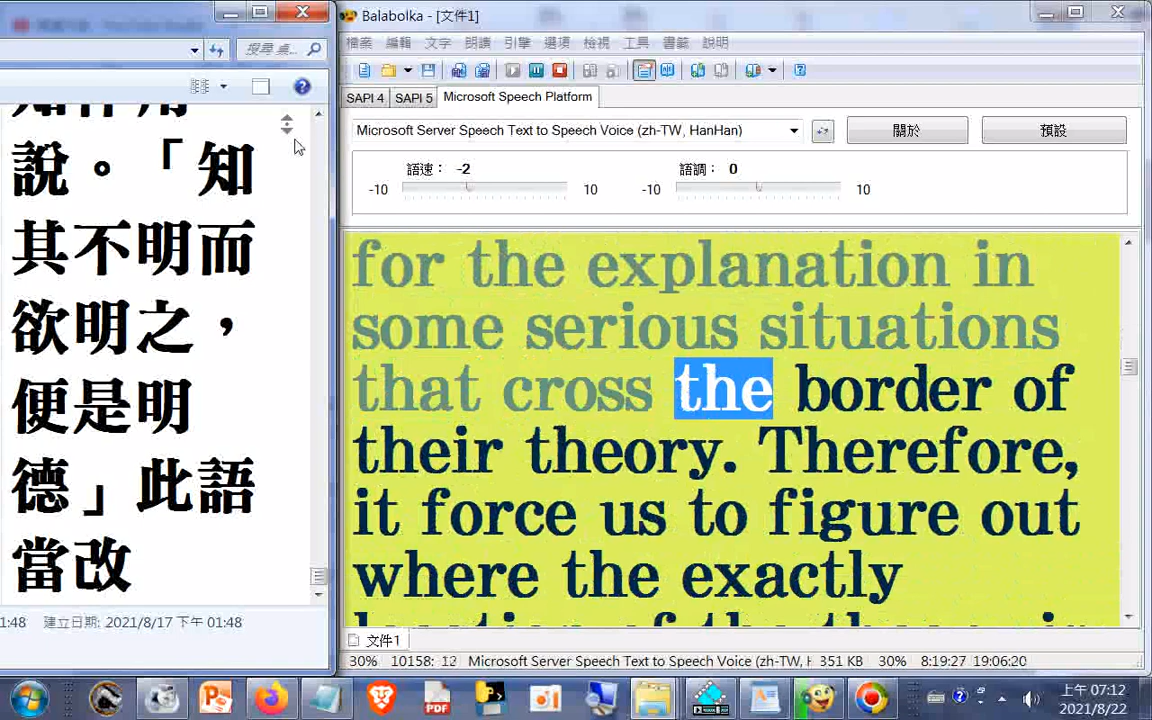 Balabolka - [文件1]
搜尋 桌...
檔案 編輯 文字 朗讀 引擎 選項 檢視 工具 書籤 說明
SAPI 4 SAPI 5 Microsoft Speech Platform
Microsoft Server Speech Text to Speech Voice (zh-TW, HanHan)
關於
預設
語速： -2
語調： 0
-10 10 -10 10
說。「知
其不明而
欲明之，
便是明
德」此語
當改
for the explanation in
some serious situations
that cross the border of
their theory. Therefore,
it force us to figure out
where the exactly
1:48 建立日期: 2021/8/17 下午 01:48
文件1
30% 10158: 12 Microsoft Server Speech Text to Speech Voice (zh-TW, H 351 KB 30% 8:19:27 19:06:20
PDF
上午 07:12
2021/8/22